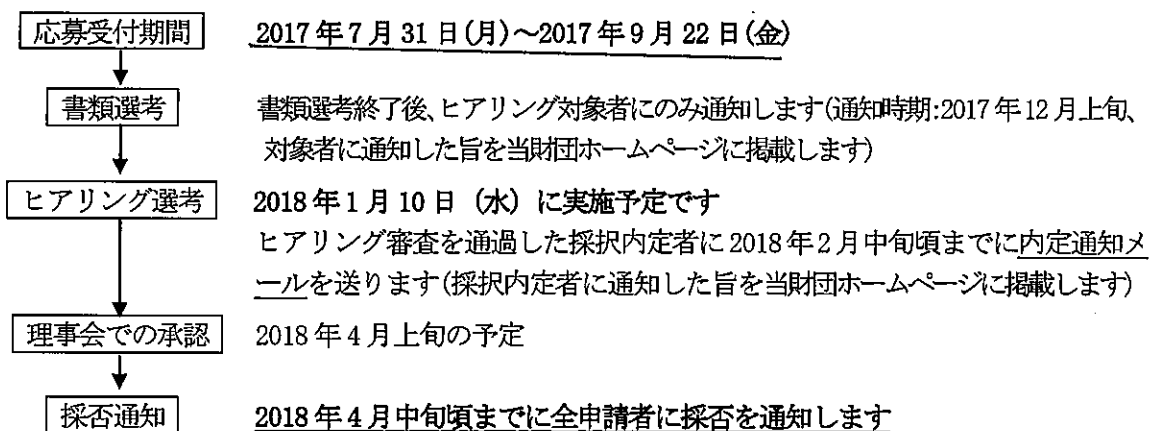 応募受付期間 2017年7月31日(月)～2017年9月22日(金)
書類選考 書類選考終了後、ヒアリング対象者にのみ通知します(通知時期:2017年12月上旬、
対象者に通知した旨を当財団ホームページに掲載します)
ヒアリング選考 2018年1月10日（水）に実施予定です
ヒアリング審査を通過した採択内定者に2018年2月中旬頃までに内定通知メ
ールを送ります(採択内定者に通知した旨を当財団ホームページに掲載します)
理事会での承認 2018年4月上旬の予定
採否通知 2018年4月中旬頃までに全申請者に採否を通知します